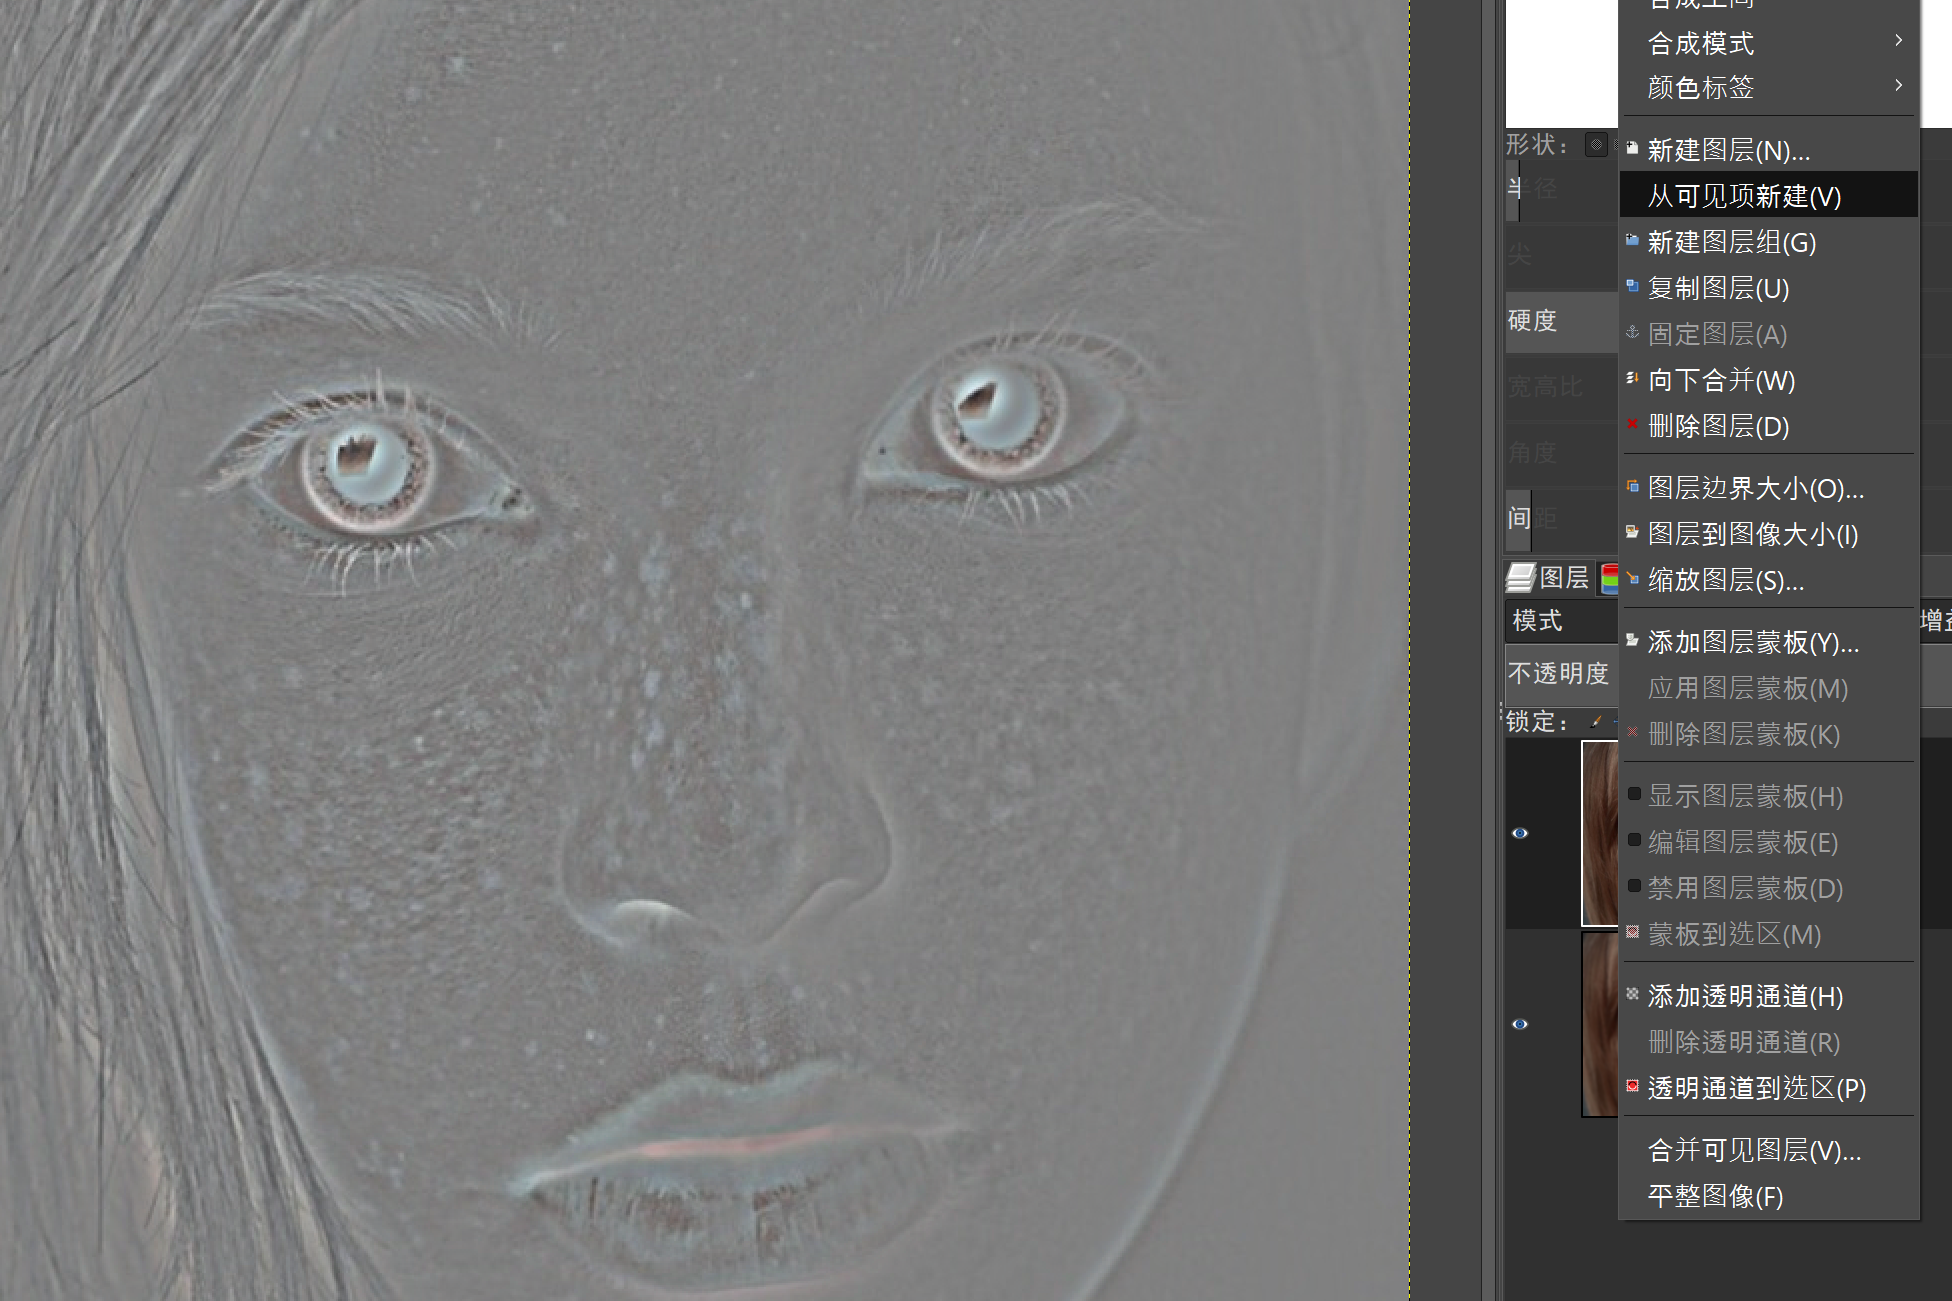 合成空间
合成模式
颜色标签
形状：
新建图层(N)...
半径
从可见项新建(V)
新建图层组(G)
尖
复制图层(U)
硬度
固定图层(A)
宽高比
向下合并(W)
删除图层(D)
角度
图层边界大小(O)...
间距
图层到图像大小(I)
图层
缩放图层(S)...
模式
添加图层蒙板(Y)...
不透明度
应用图层蒙板(M)
锁定：
删除图层蒙板(K)
显示图层蒙板(H)
编辑图层蒙板(E)
禁用图层蒙板(D)
蒙板到选区(M)
添加透明通道(H)
删除透明通道(R)
透明通道到选区(P)
合并可见图层(V)...
平整图像(F)